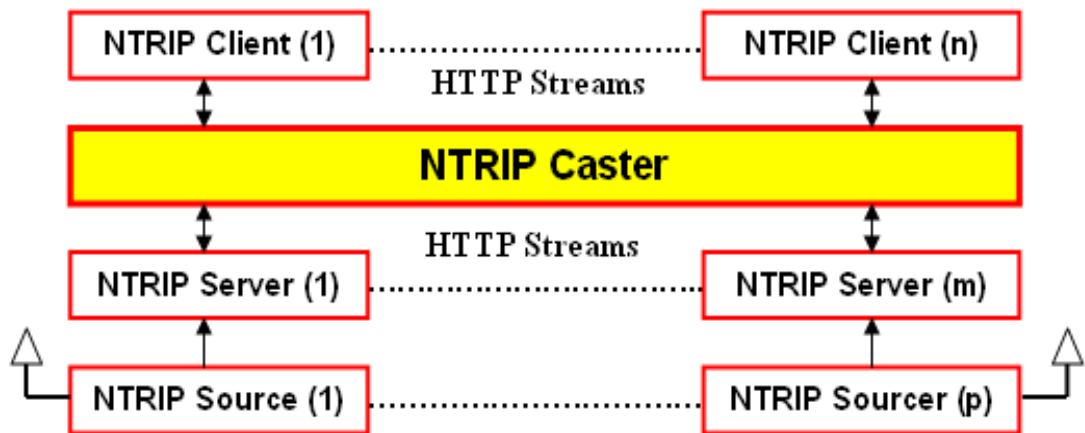 NTRIP Client (1)
NTRIP Client (n)
HTTP Streams
NTRIP Caster
HTTP Streams
NTRIP Server (1)
NTRIP Server (m)
NTRIP Source (1)
NTRIP Sourcer (p)